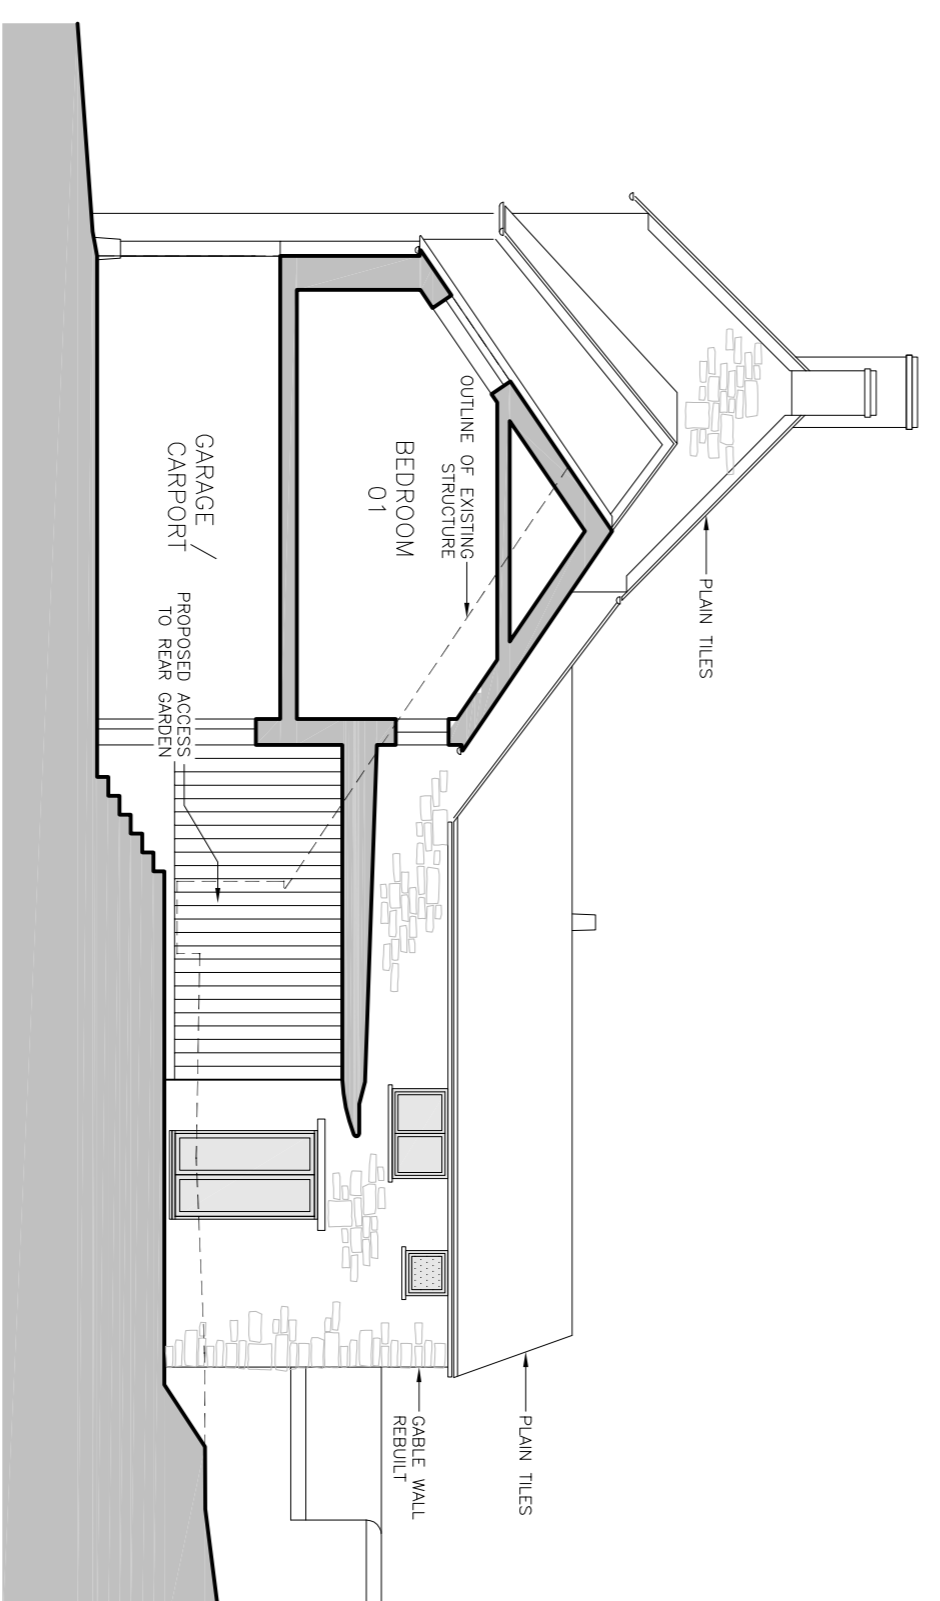 PLAIN TILES
OUTLINE OF EXISTING
STRUCTURE
BEDROOM
01
GARAGE /
CARPORT
PROPOSED ACCESS
TO REAR GARDEN
PLAIN TILES
GABLE WALL
REBUILT